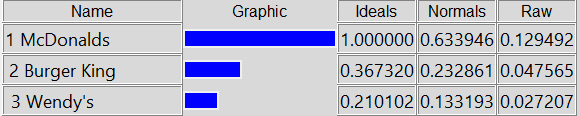 Name Graphic Ideals Normals Raw
1 McDonalds 1.000000 0.633946 0.129492
2 Burger King 0.367320 0.232861 0.047565
3 Wendy's 0.210102 0.133193 0.027207